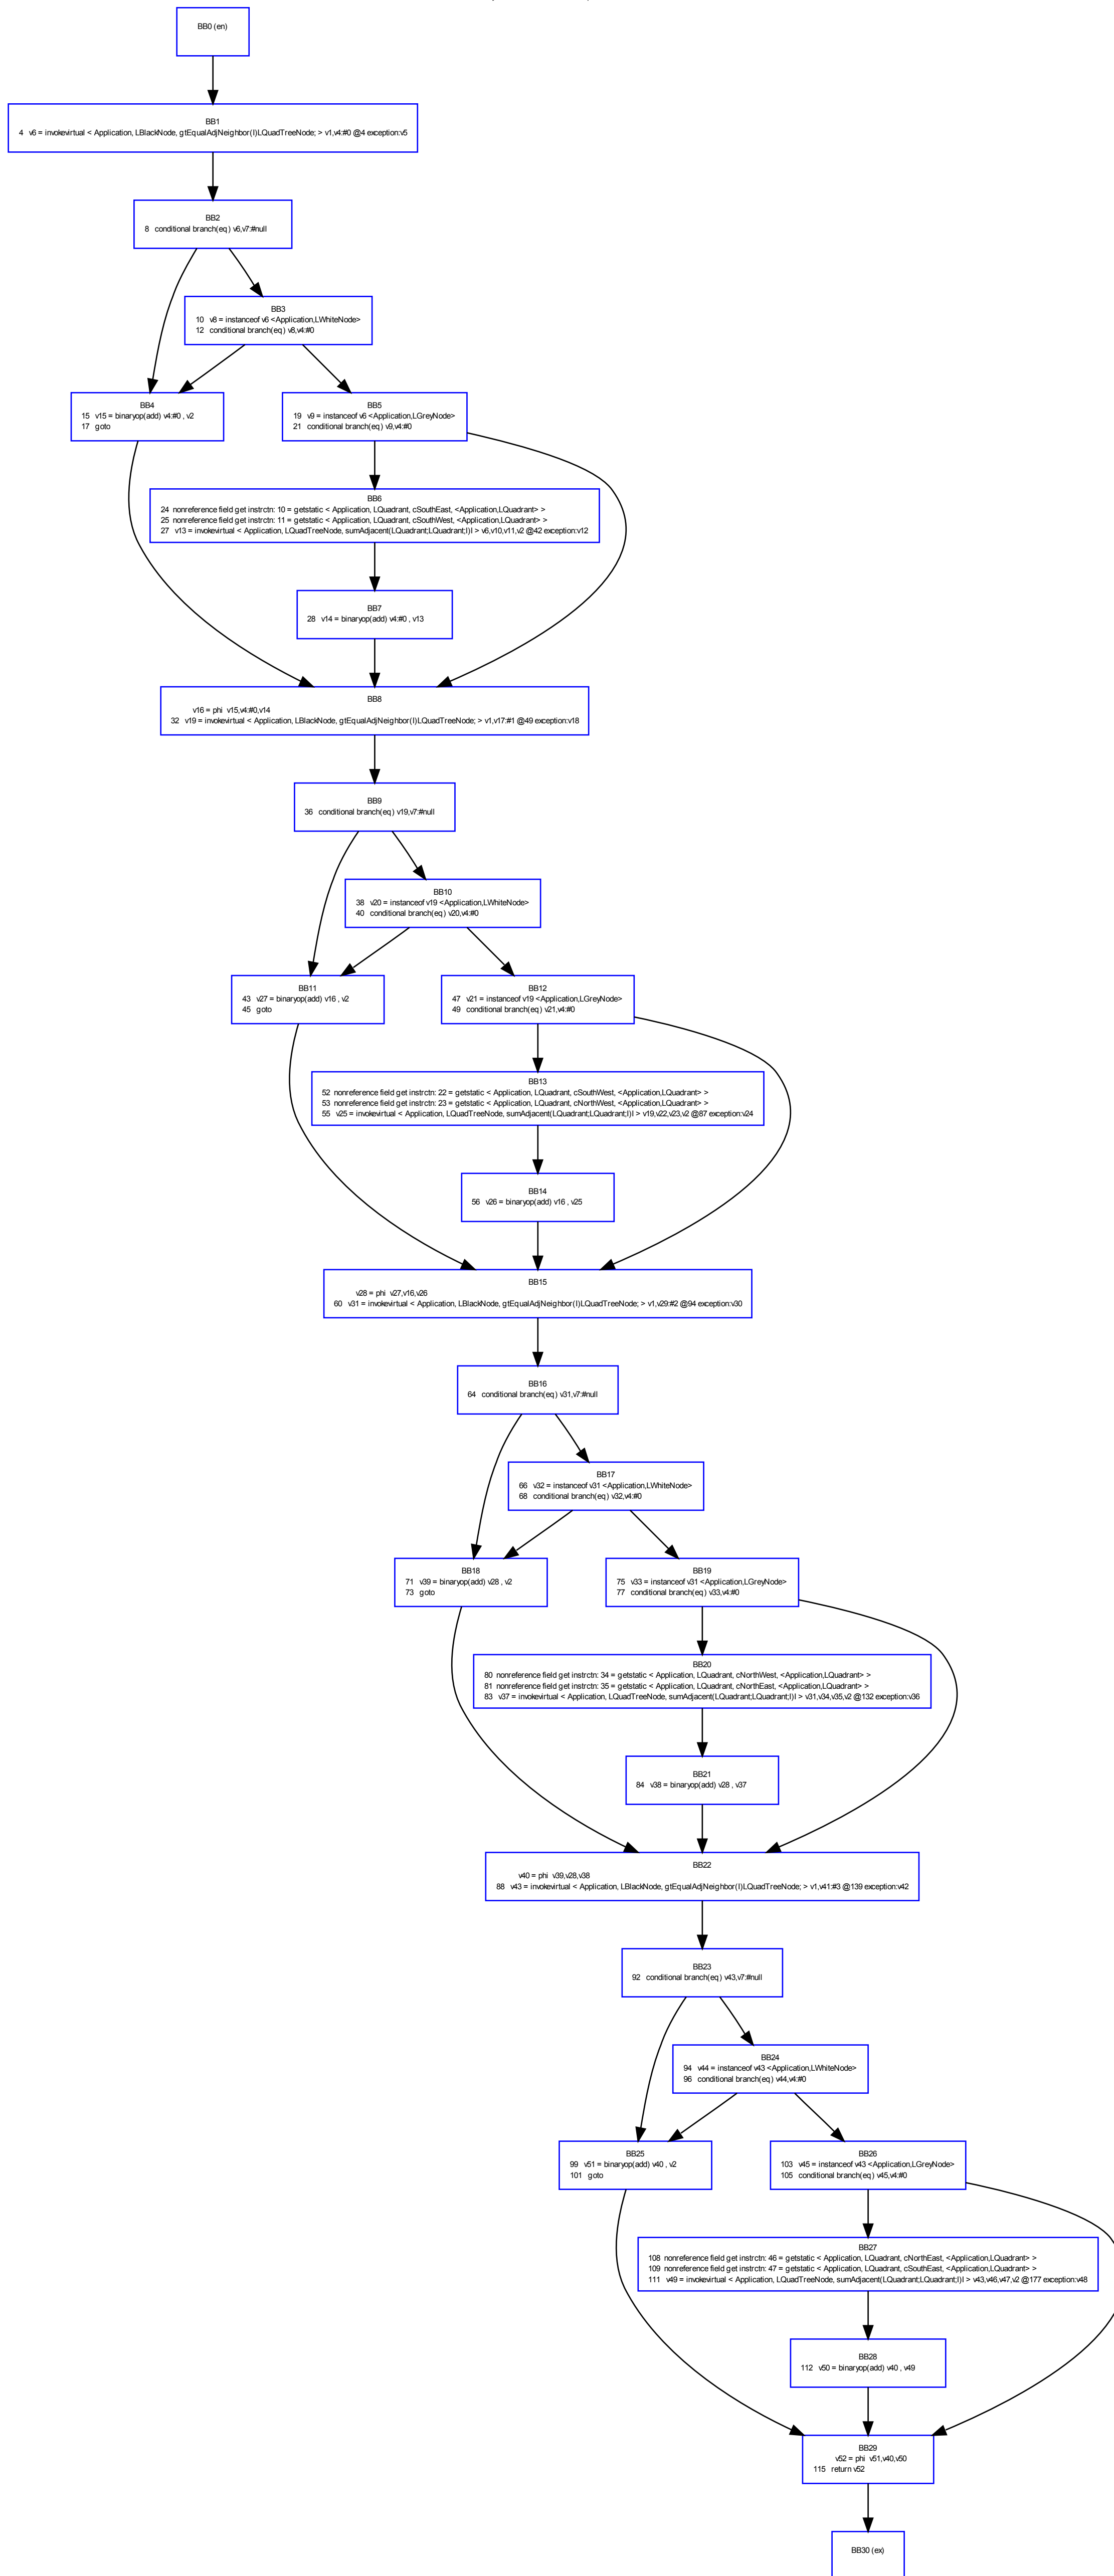 BB0 (en)
BB1
4 v6 = invokevirtual < Application, LBlackNode, gtEqualAdjNeighbor(I)LQuadTreeNode; > v1,v4:#0 @4 exception:v5
BB2
8 conditional branch(eq) v6,v7:#null
BB3
10 v8 = instanceof v6 <Application,LWhiteNode>
12 conditional branch(eq) v8,v4:#0
BB4
15 v15 = binaryop(add) v4:#0 , v2
17 goto
BB5
19 v9 = instanceof v6 <Application,LGreyNode>
21 conditional branch(eq) v9,v4:#0
BB6
24 nonreference field get instrctn: 10 = getstatic < Application, LQuadrant, cSouthEast, <Application,LQuadrant> >
25 nonreference field get instrctn: 11 = getstatic < Application, LQuadrant, cSouthWest, <Application,LQuadrant> >
27 v13 = invokevirtual < Application, LQuadTreeNode, sumAdjacent(LQuadrant;LQuadrant;I)I > v6,v10,v11,v2 @42 exception:v12
BB7
28 v14 = binaryop(add) v4:#0 , v13
BB8
v16 = phi v15,v4:#0,v14
32 v19 = invokevirtual < Application, LBlackNode, gtEqualAdjNeighbor(I)LQuadTreeNode; > v1,v17:#1 @49 exception:v18
BB9
36 conditional branch(eq) v19,v7:#null
BB10
38 v20 = instanceof v19 <Application,LWhiteNode>
40 conditional branch(eq) v20,v4:#0
BB11
43 v27 = binaryop(add) v16 , v2
45 goto
BB12
47 v21 = instanceof v19 <Application,LGreyNode>
49 conditional branch(eq) v21,v4:#0
BB13
52 nonreference field get instrctn: 22 = getstatic < Application, LQuadrant, cSouthWest, <Application,LQuadrant> >
53 nonreference field get instrctn: 23 = getstatic < Application, LQuadrant, cNorthWest, <Application,LQuadrant> >
55 v25 = invokevirtual < Application, LQuadTreeNode, sumAdjacent(LQuadrant;LQuadrant;I)I > v19,v22,v23,v2 @87 exception:v24
BB14
56 v26 = binaryop(add) v16 , v25
BB15
v28 = phi v27,v16,v26
60 v31 = invokevirtual < Application, LBlackNode, gtEqualAdjNeighbor(I)LQuadTreeNode; > v1,v29:#2 @94 exception:v30
BB16
64 conditional branch(eq) v31,v7:#null
BB17
66 v32 = instanceof v31 <Application,LWhiteNode>
68 conditional branch(eq) v32,v4:#0
BB18
71 v39 = binaryop(add) v28 , v2
73 goto
BB19
75 v33 = instanceof v31 <Application,LGreyNode>
77 conditional branch(eq) v33,v4:#0
BB20
80 nonreference field get instrctn: 34 = getstatic < Application, LQuadrant, cNorthWest, <Application,LQuadrant> >
81 nonreference field get instrctn: 35 = getstatic < Application, LQuadrant, cNorthEast, <Application,LQuadrant> >
83 v37 = invokevirtual < Application, LQuadTreeNode, sumAdjacent(LQuadrant;LQuadrant;I)I > v31,v34,v35,v2 @132 exception:v36
BB21
84 v38 = binaryop(add) v28 , v37
BB22
v40 = phi v39,v28,v38
88 v43 = invokevirtual < Application, LBlackNode, gtEqualAdjNeighbor(I)LQuadTreeNode; > v1,v41:#3 @139 exception:v42
BB23
92 conditional branch(eq) v43,v7:#null
BB24
94 v44 = instanceof v43 <Application,LWhiteNode>
96 conditional branch(eq) v44,v4:#0
BB25
99 v51 = binaryop(add) v40 , v2
101 goto
BB26
103 v45 = instanceof v43 <Application,LGreyNode>
105 conditional branch(eq) v45,v4:#0
BB27
108 nonreference field get instrctn: 46 = getstatic < Application, LQuadrant, cNorthEast, <Application,LQuadrant> >
109 nonreference field get instrctn: 47 = getstatic < Application, LQuadrant, cSouthEast, <Application,LQuadrant> >
111 v49 = invokevirtual < Application, LQuadTreeNode, sumAdjacent(LQuadrant;LQuadrant;I)I > v43,v46,v47,v2 @177 exception:v48
BB28
112 v50 = binaryop(add) v40 , v49
BB29
v52 = phi v51,v40,v50
115 return v52
BB30 (ex)